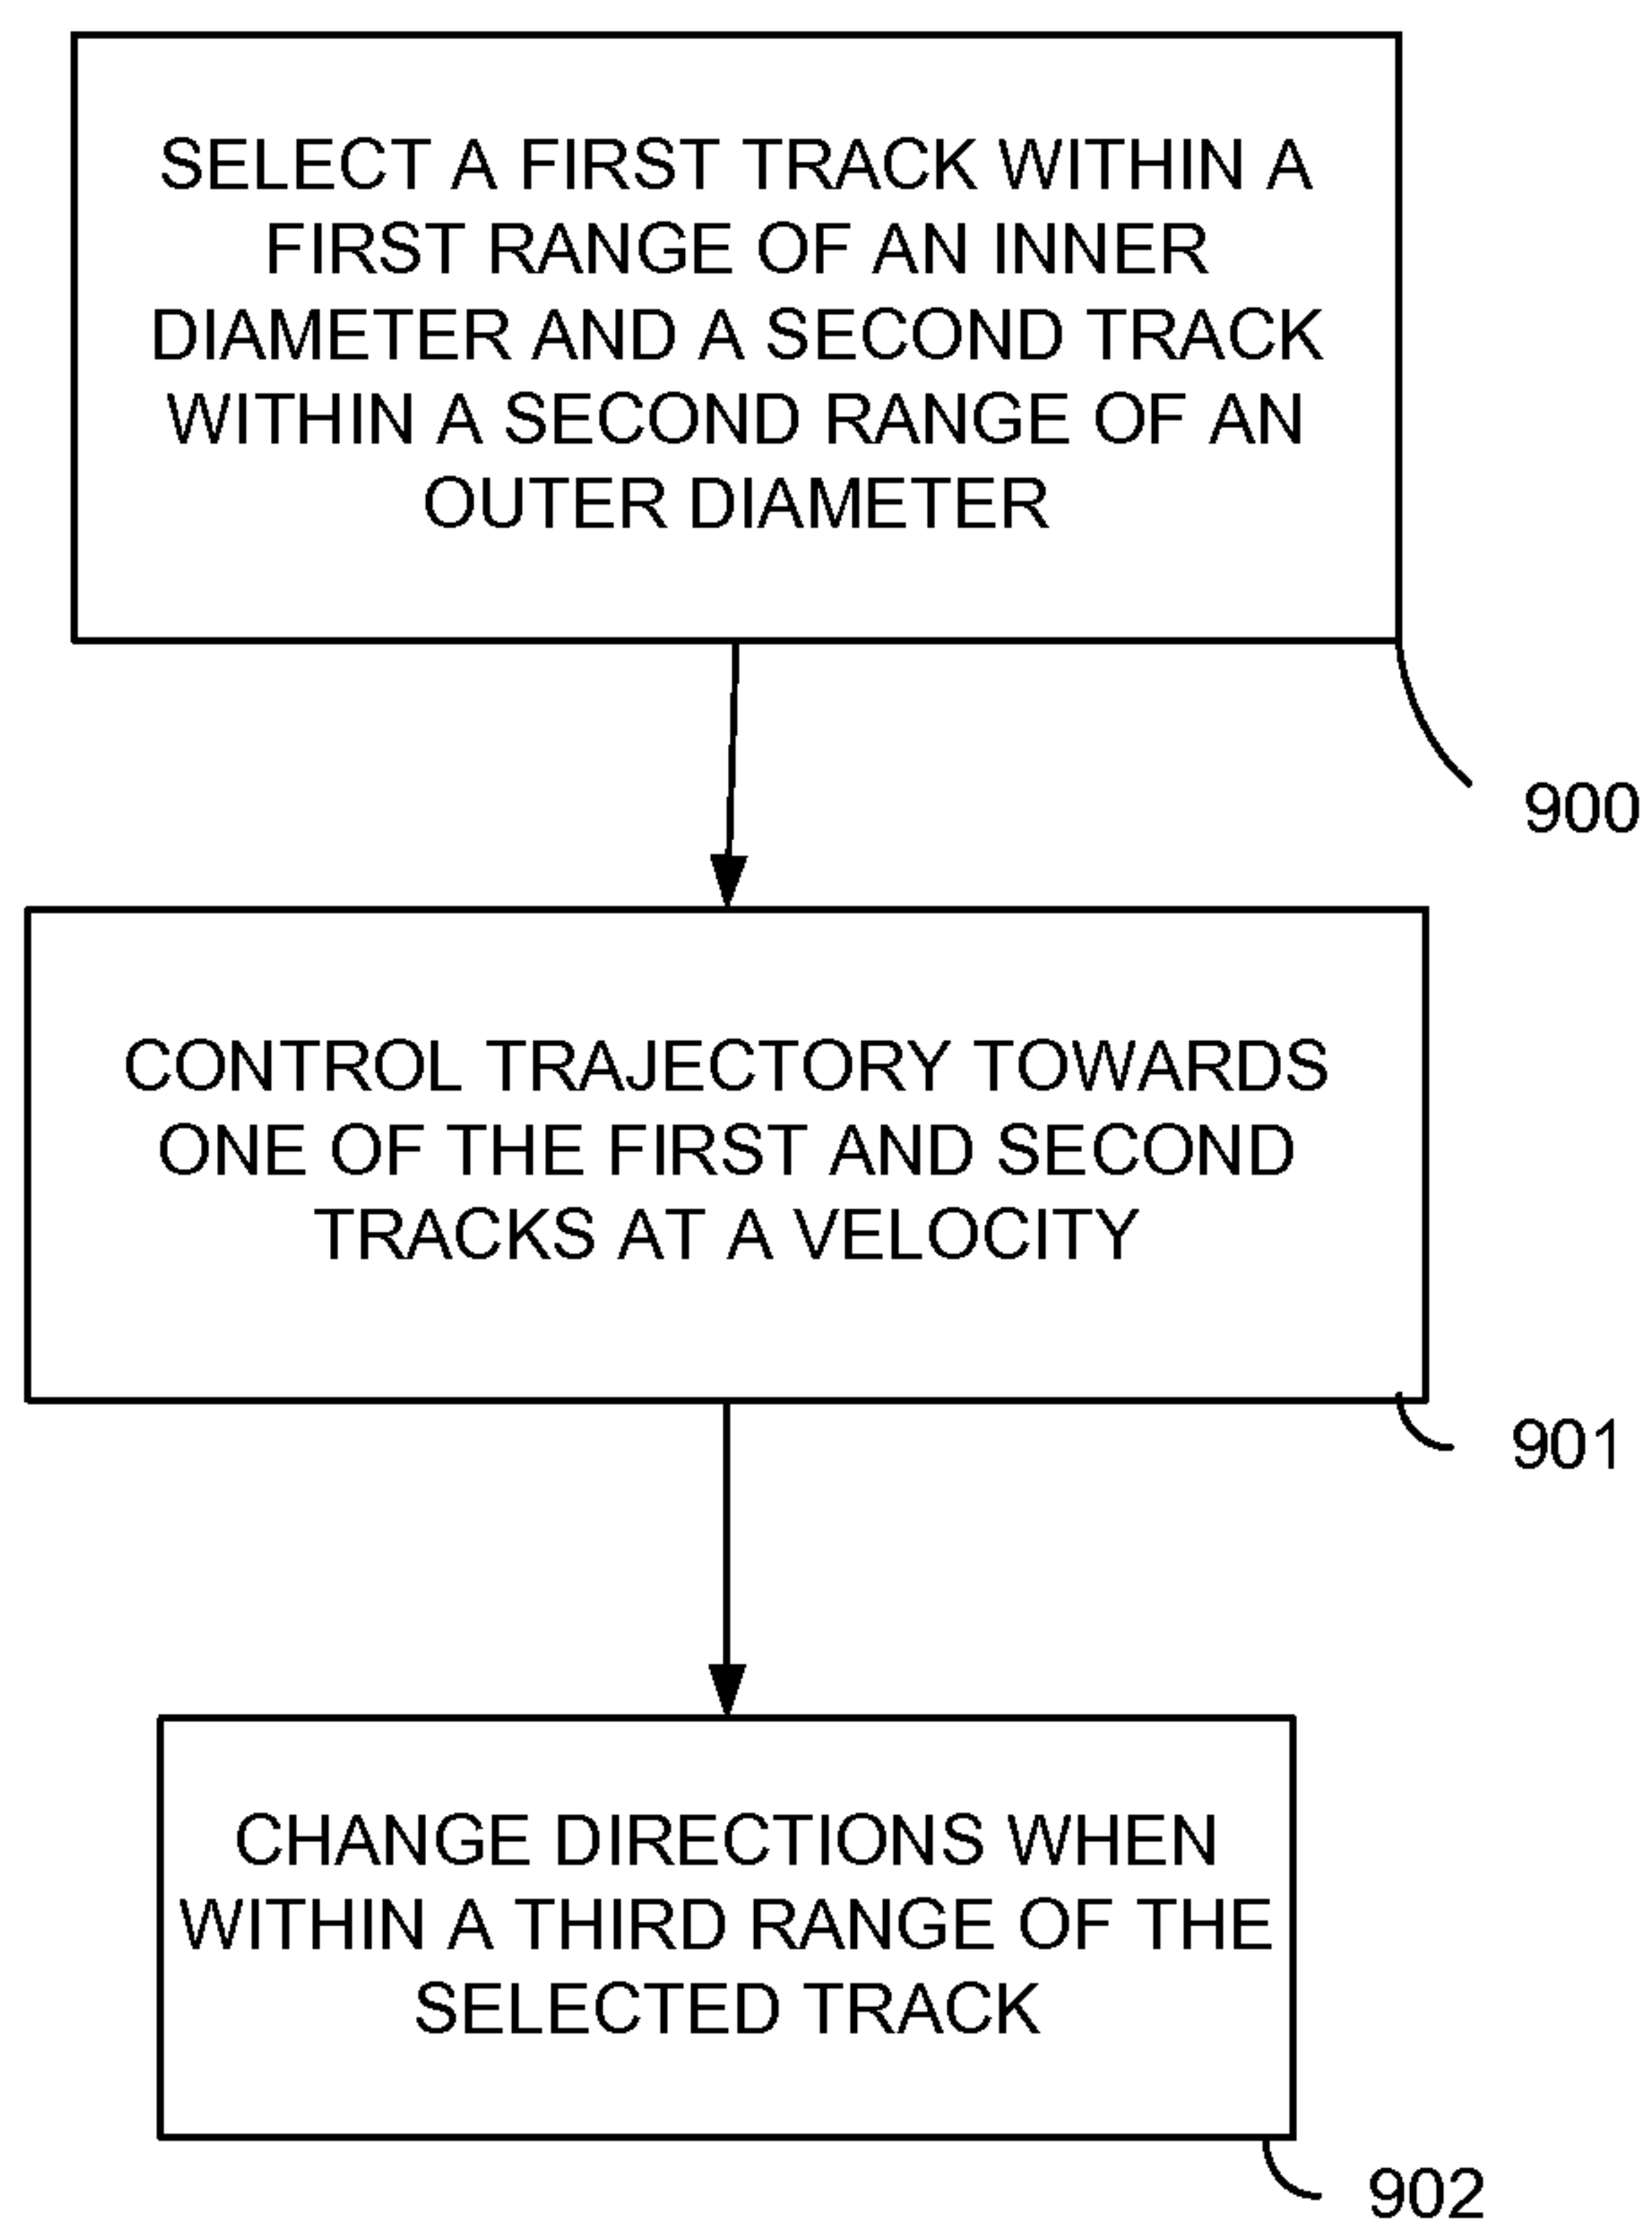 SELECT A FIRST TRACK WITHIN A
FIRST RANGE OF AN INNER
DIAMETER AND A SECOND TRACK
WITHIN A SECOND RANGE OF AN
OUTER DIAMETER
900
CONTROL TRAJECTORY TOWARDS
ONE OF THE FIRST AND SECOND
TRACKS AT A VELOCITY
901
CHANGE DIRECTIONS WHEN
WITHIN A THIRD RANGE OF THE
SELECTED TRACK
902